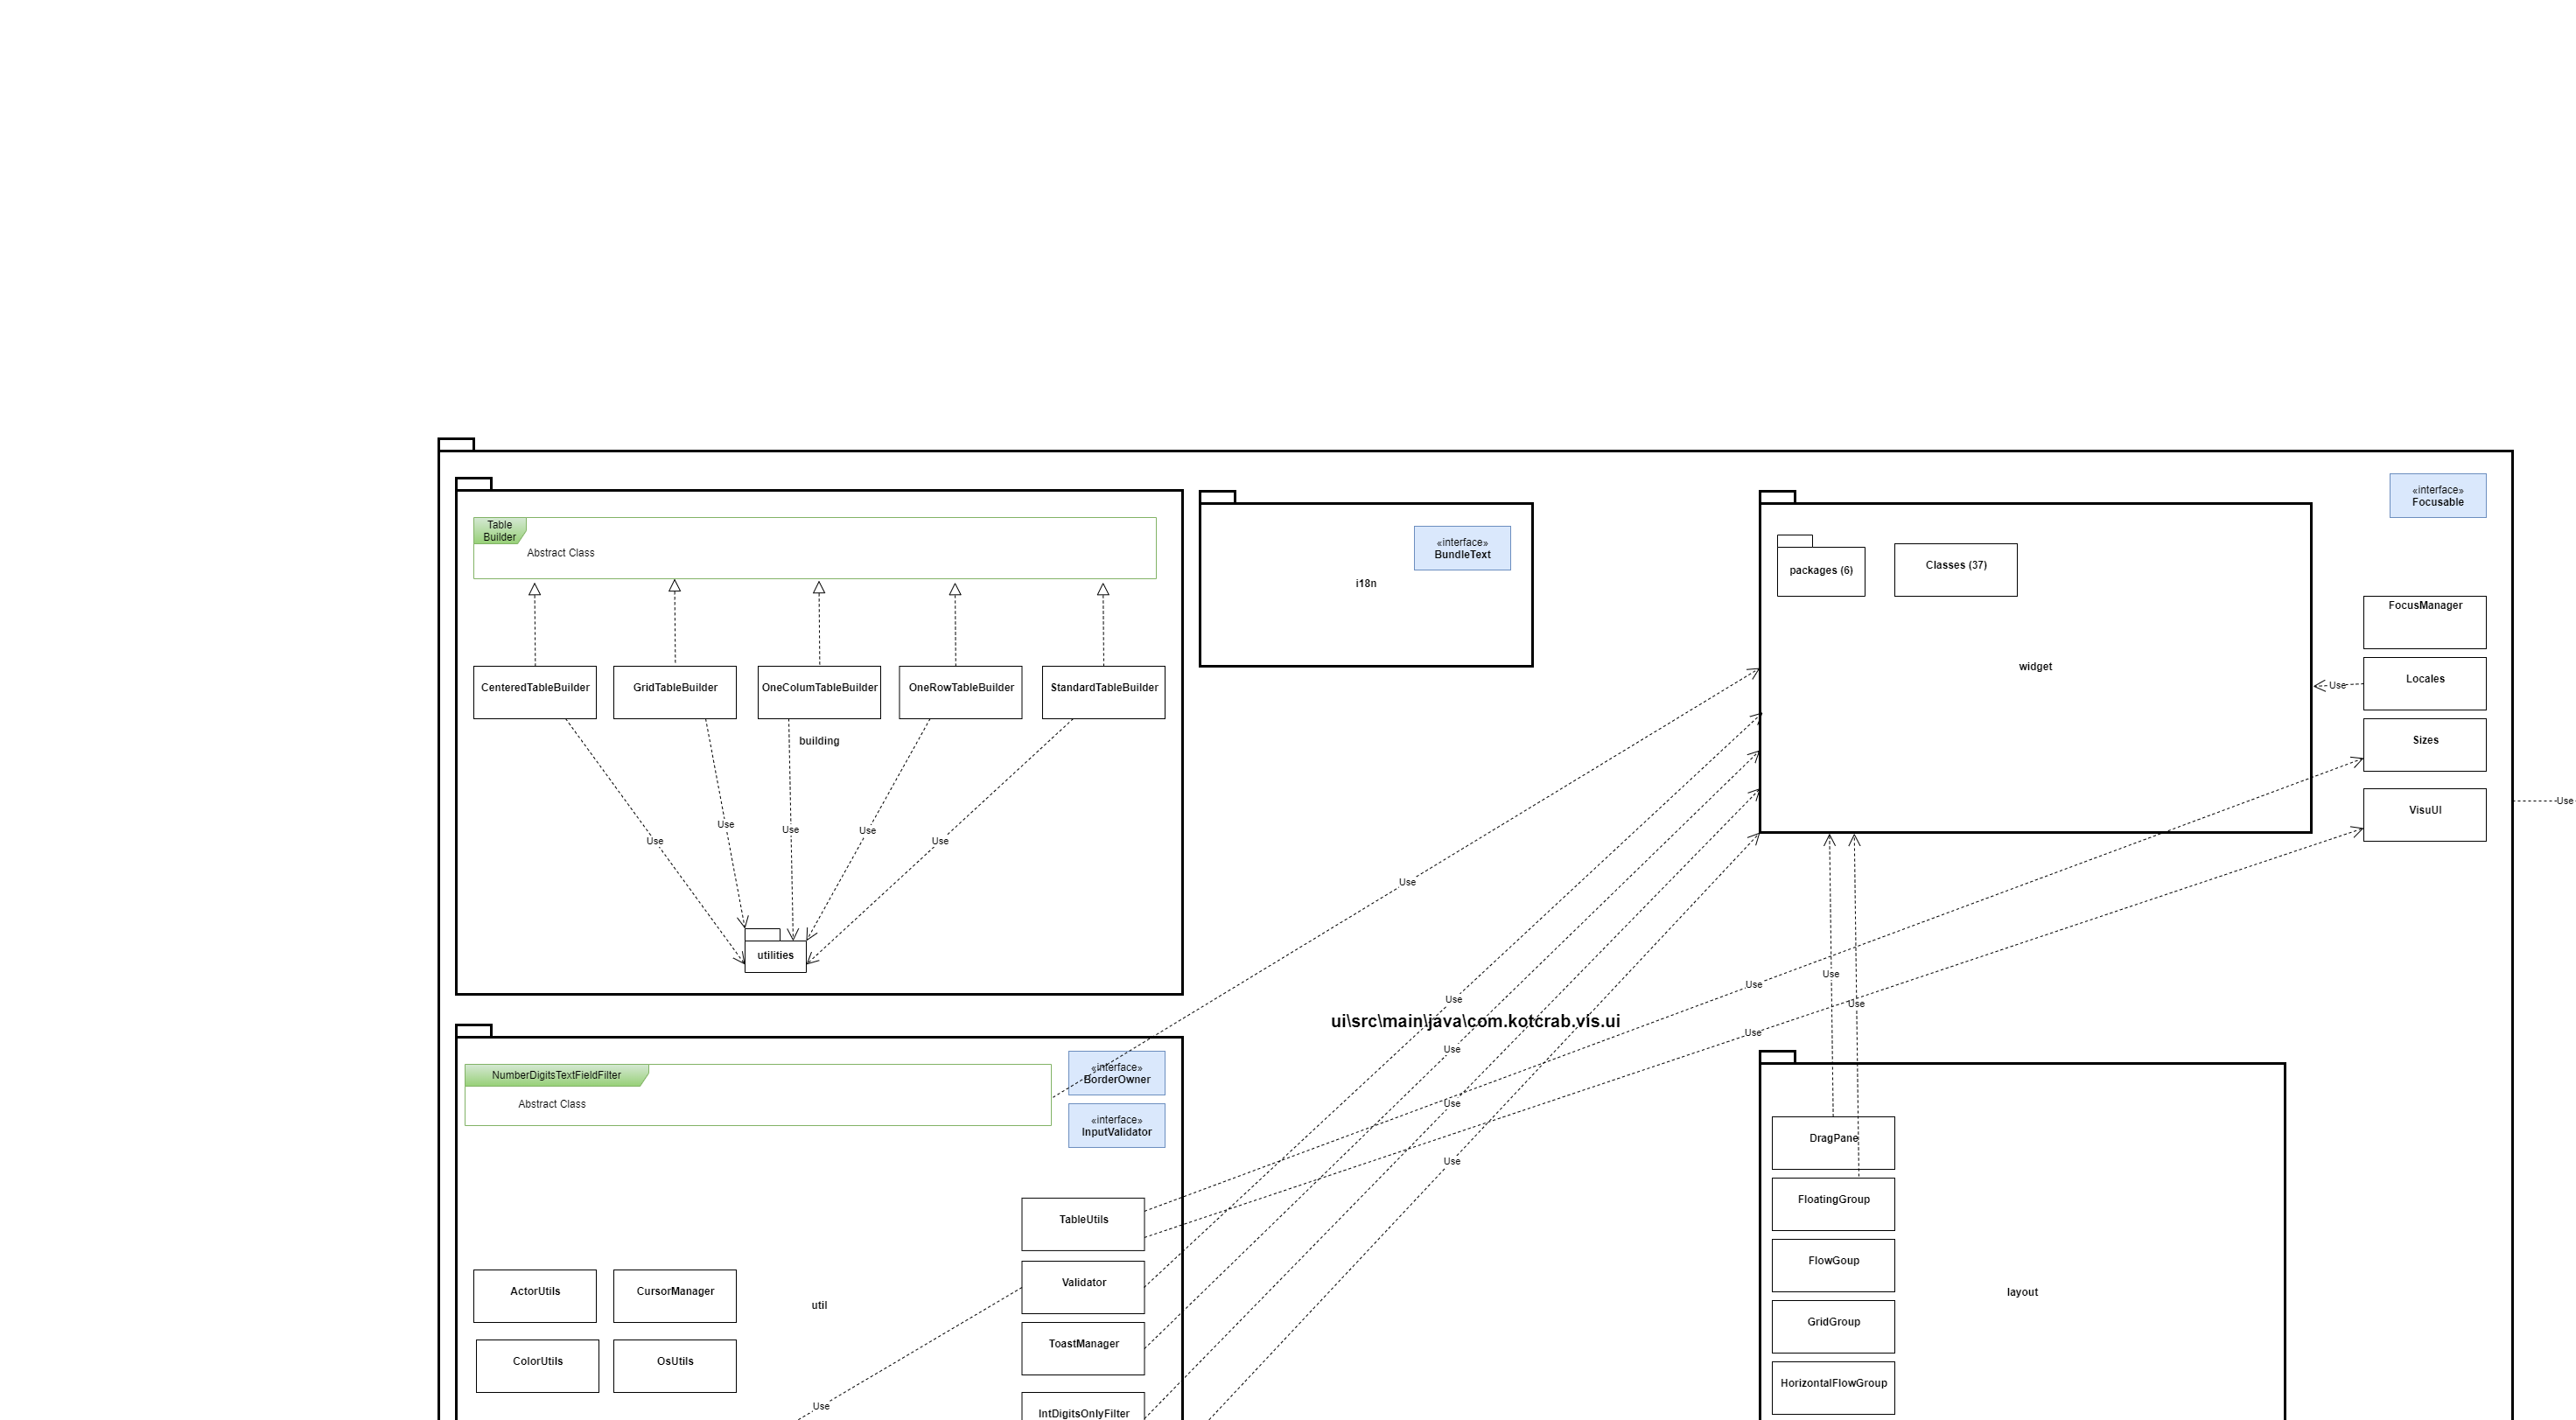 Table
Builder
Abstract Class
CenteredTableBuilder
GridTableBuilder
OneColumTableBuilder
OneRowTableBuilder
StandardTableBuilder
building
Use
Use
Use
Use
Use
utilities
«interface»
BundleText
i18n
packages (6)
Classes (37)
widget
«interface»
Focusable
FocusManager
Locales
Use
Sizes
VisuUI
Use
Use
Use
Use
Use
Use
Use
ui\src\main\java\com.kotcrab.vis.ui
Use
Use
Use
Use
NumberDigitsTextFieldFilter
Abstract Class
«interface»
BorderOwner
«interface»
InputValidator
TableUtils
Validator
ToastManager
IntDigitsOnlyFilter
ActorUtils
CursorManager
util
ColorUtils
OsUtils
Use
DragPane
FloatingGroup
FlowGoup
GridGroup
HorizontalFlowGroup
layout